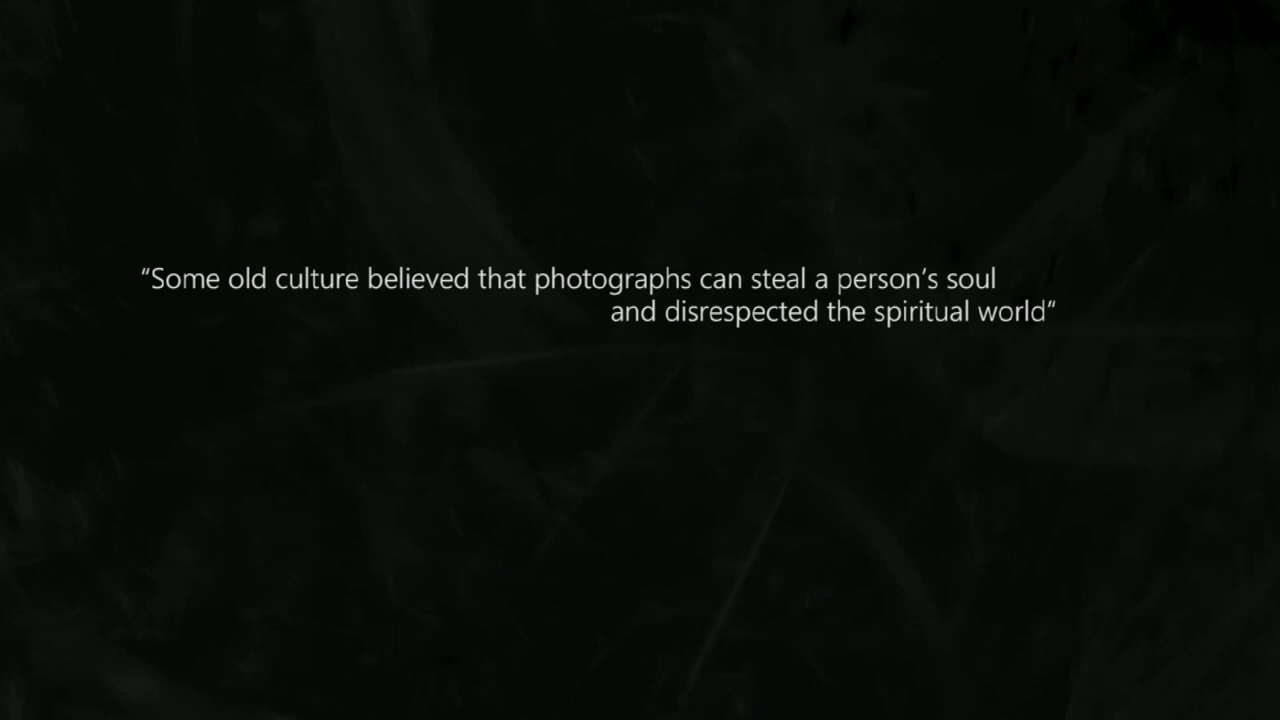 “Some old culture believed that photographs can steal a person’s soul
and disrespected the spiritual world“